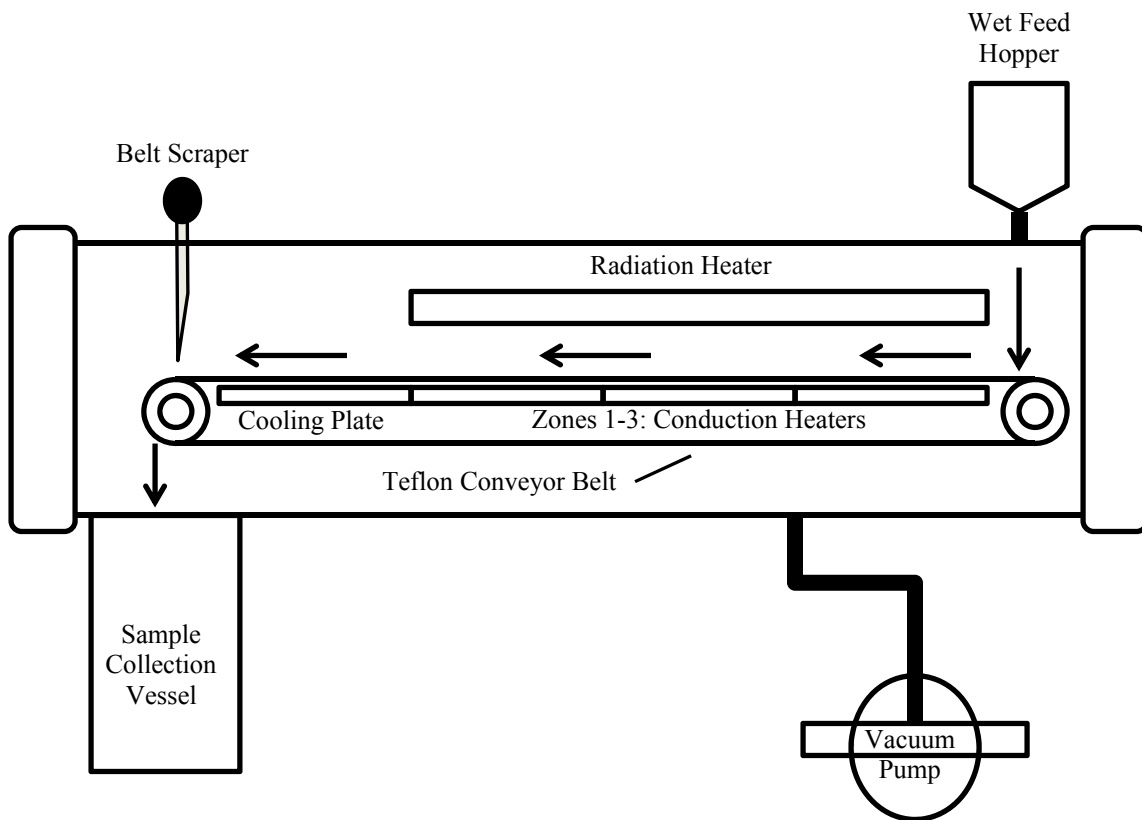 Wet Feed
Hopper
Belt Scraper
Radiation Heater
Cooling Plate
Zones 1-3: Conduction Heaters
Teflon Conveyor Belt
Sample
Collection
Vessel
Vacuum
Pump